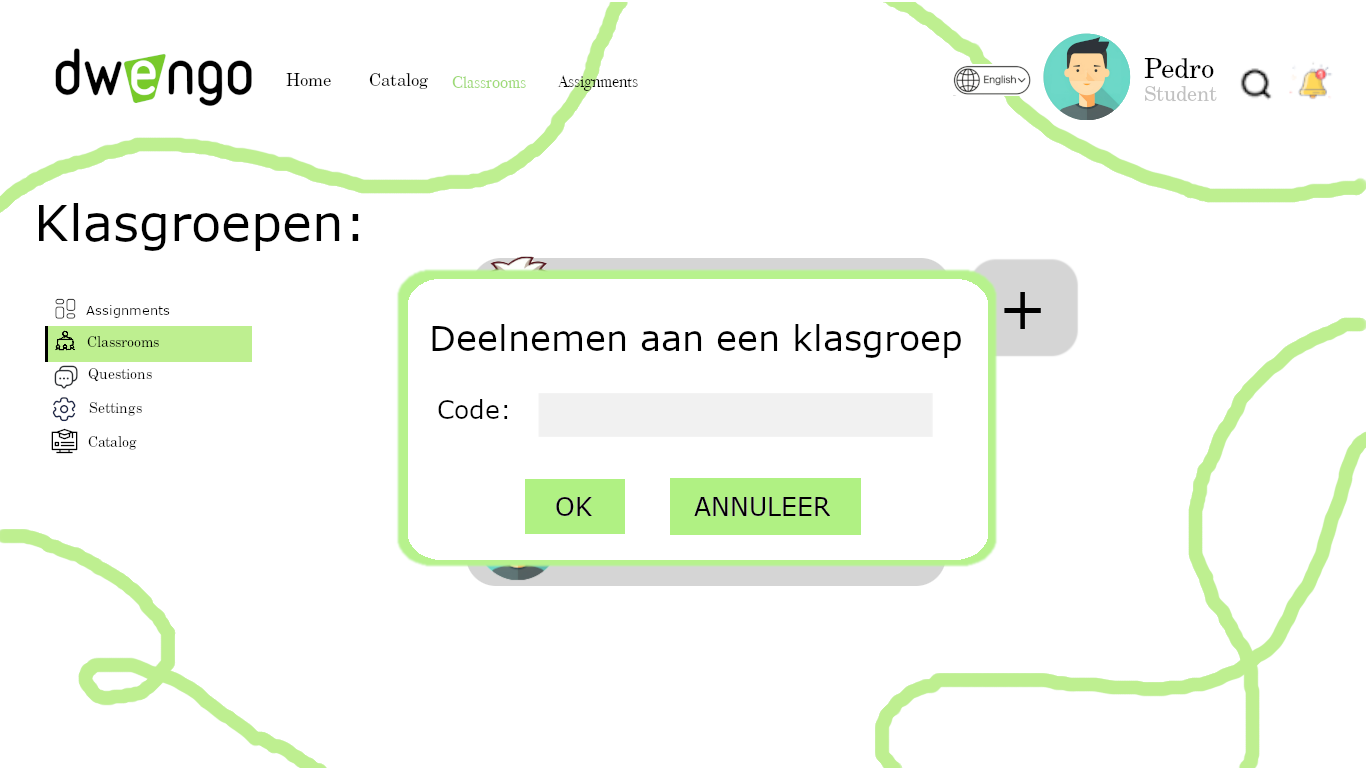 dwengo
Home Catalog Classrooms Assignments
English
Pedro
Student
Klasgroepen:
Assignments
Classrooms
Questions
Settings
Catalog
+
Deelnemen aan een klasgroep
Code:
OK ANNULEER